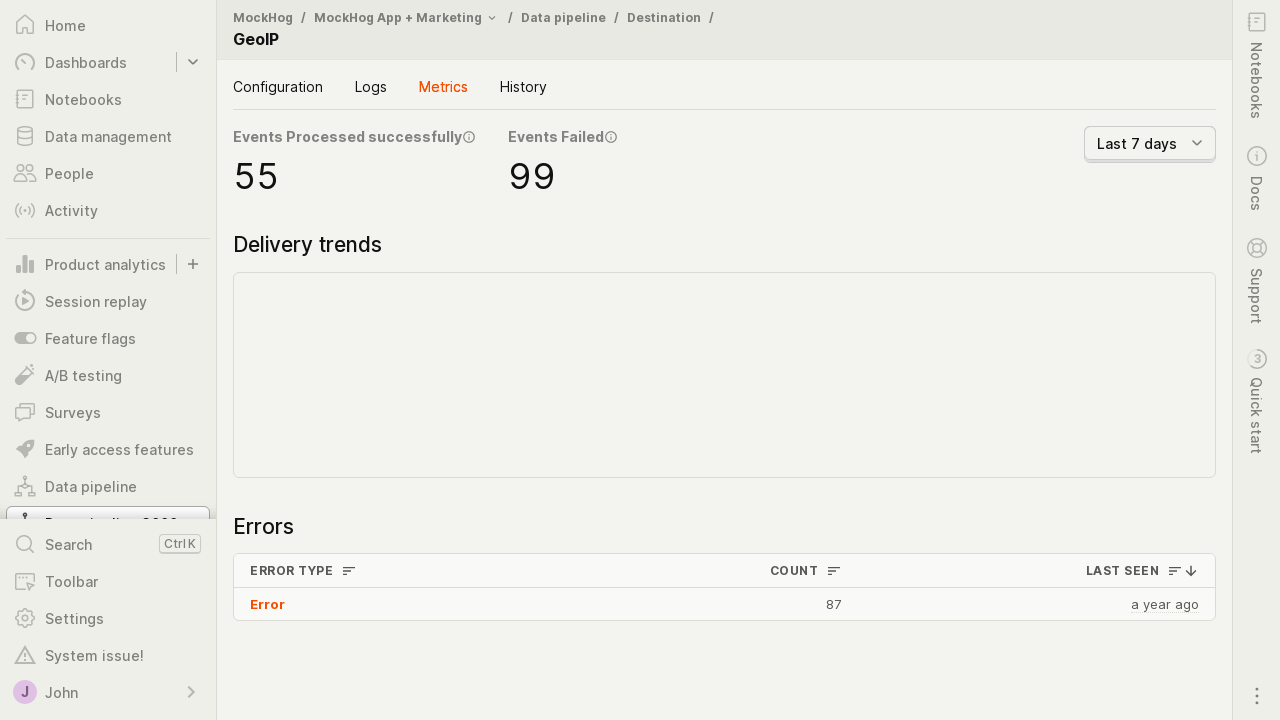 Home
Dashboards
Notebooks
Data management
People
Activity
Product analytics
Session replay
Feature flags
A/B testing
Surveys
Early access features
Data pipeline
Search Ctrl K
Toolbar
Settings
System issue!
J John
MockHog / MockHog App + Marketing / Data pipeline / Destination /
GeoIP
Configuration Logs Metrics History
Events Processed successfully Events Failed
55 99
Last 7 days
Delivery trends
Errors
ERROR TYPE COUNT LAST SEEN
Error 87 a year ago
Notebooks
Docs
Support
3 Quick start